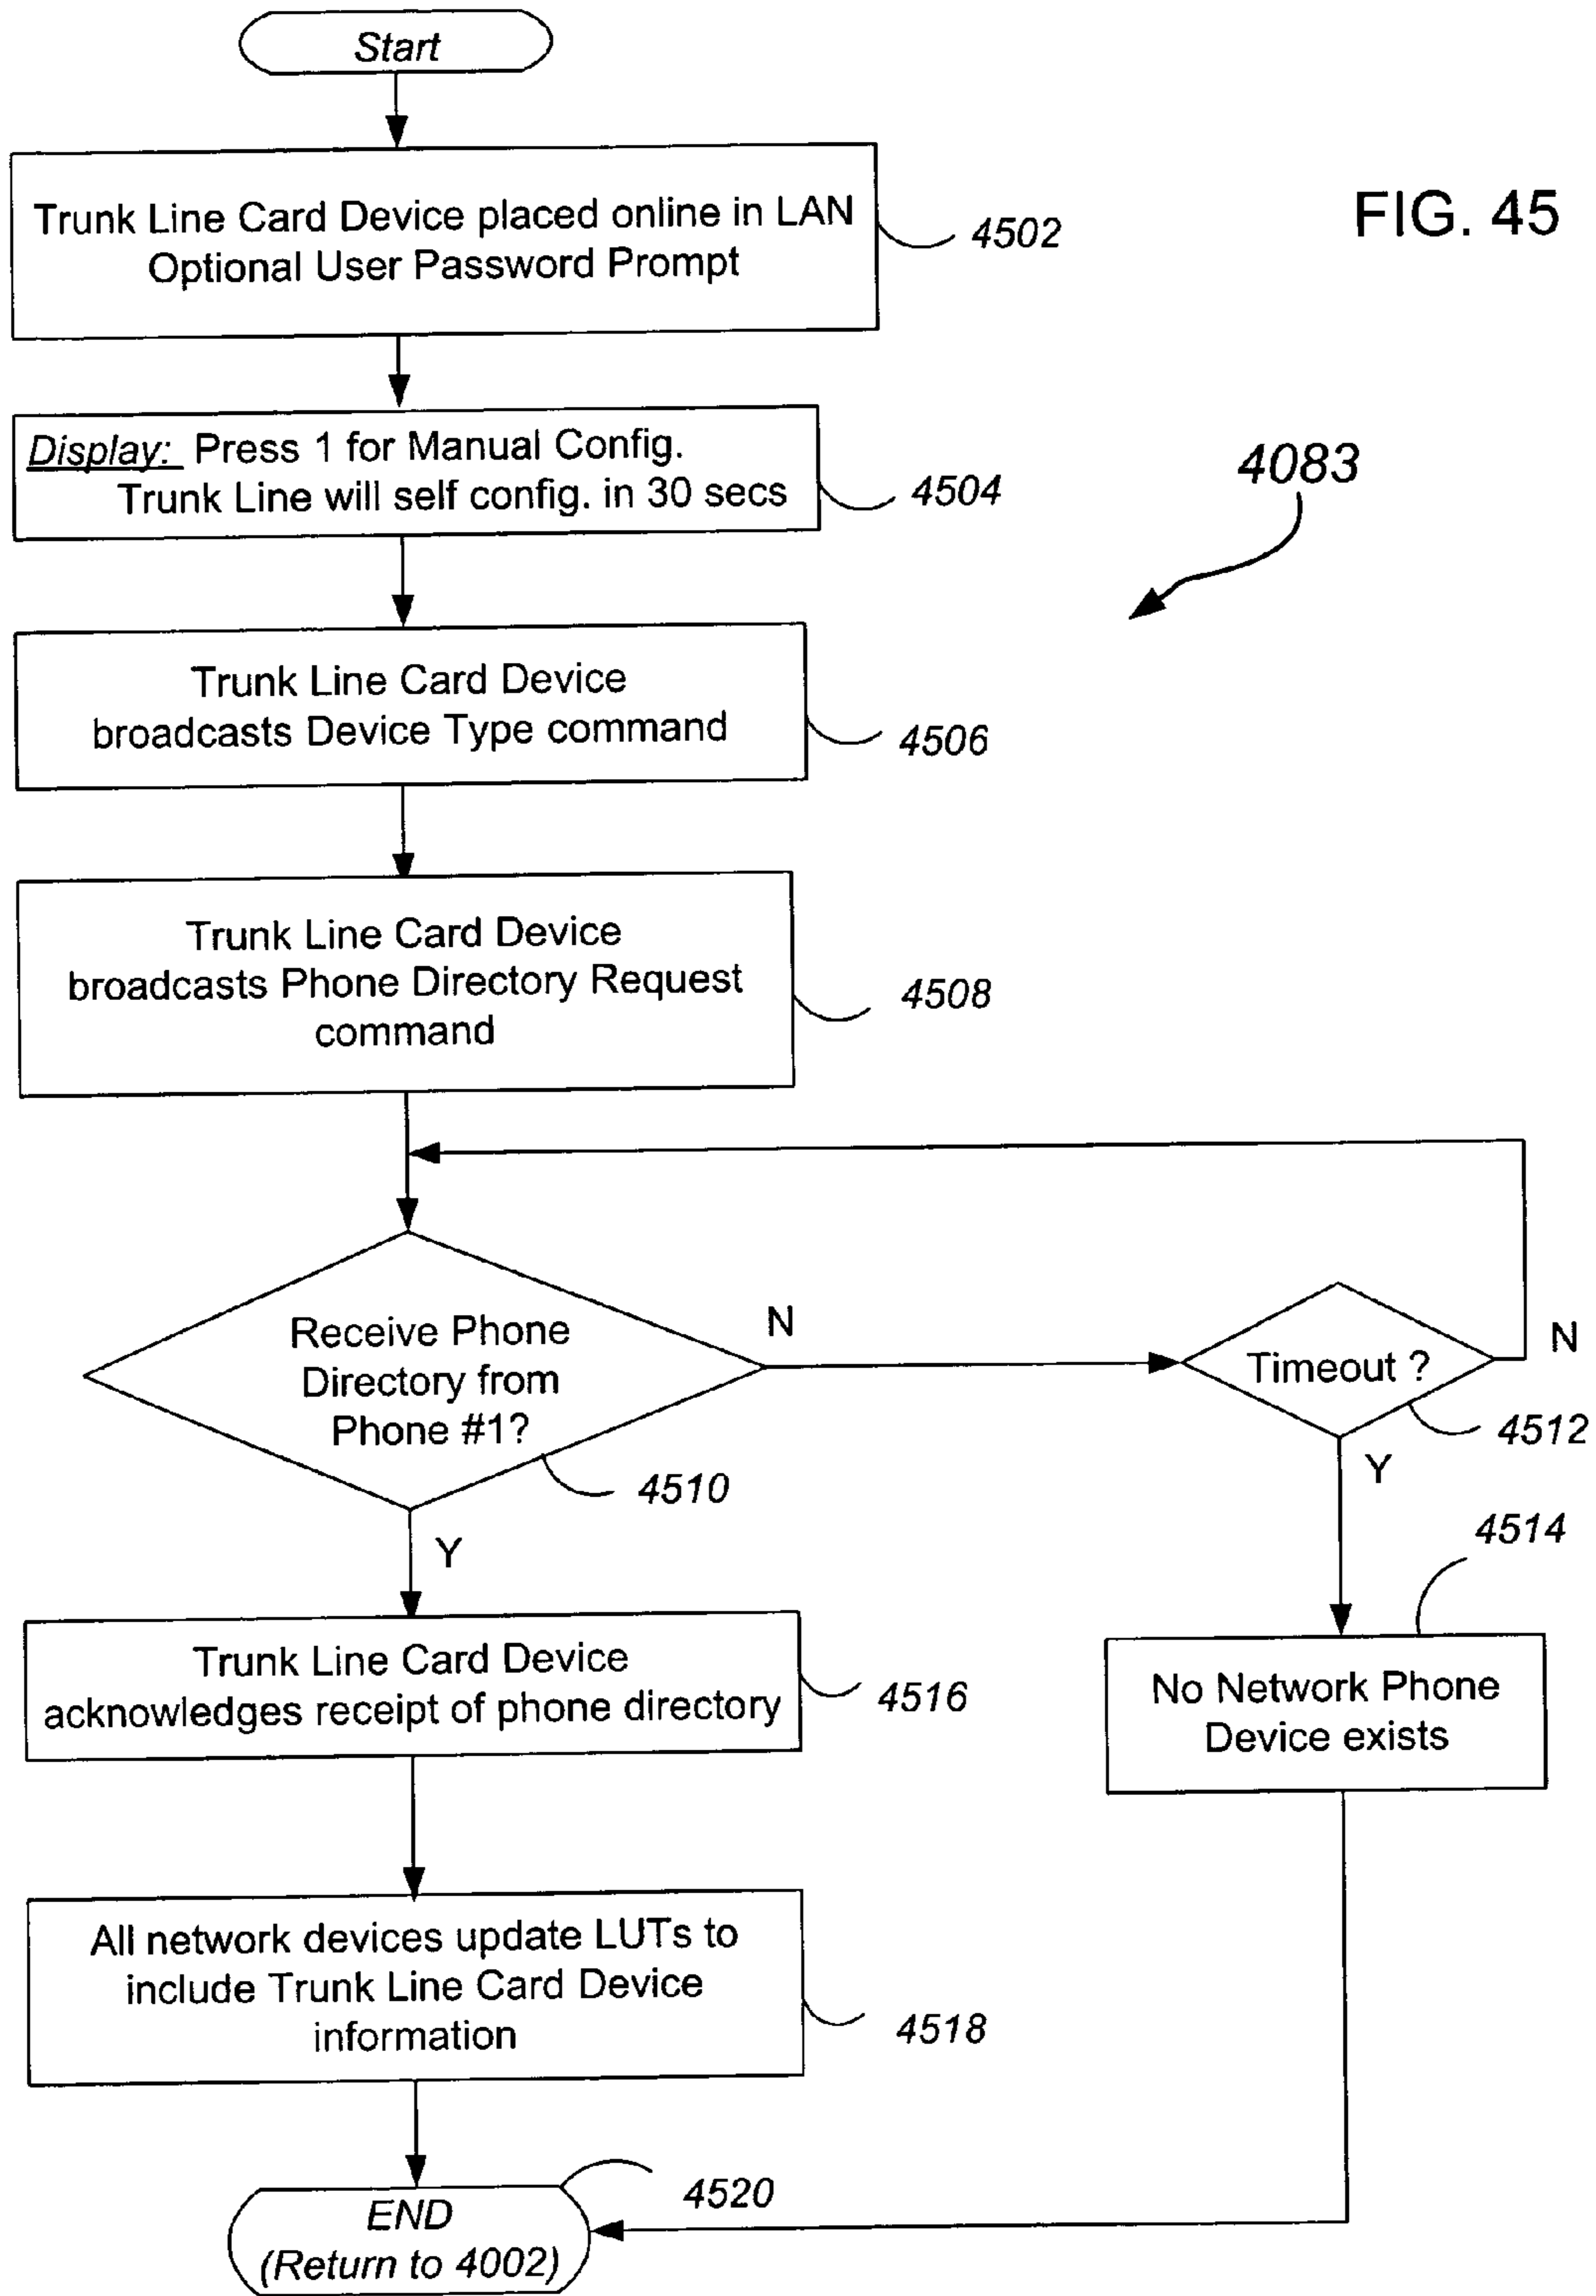 Start
FIG. 45
Trunk Line Card Device placed online in LAN
Optional User Password Prompt
4502
Display: Press 1 for Manual Config.
Trunk Line will self config. in 30 secs
4504
4083
Trunk Line Card Device
broadcasts Device Type command
4506
Trunk Line Card Device
broadcasts Phone Directory Request
command
4508
Receive Phone
Directory from
Phone #1?
4510
N
Timeout ?
N
4512
Y
Y
4514
Trunk Line Card Device
acknowledges receipt of phone directory
4516
No Network Phone
Device exists
All network devices update LUTs to
include Trunk Line Card Device
information
4518
END
(Return to 4002)
4520